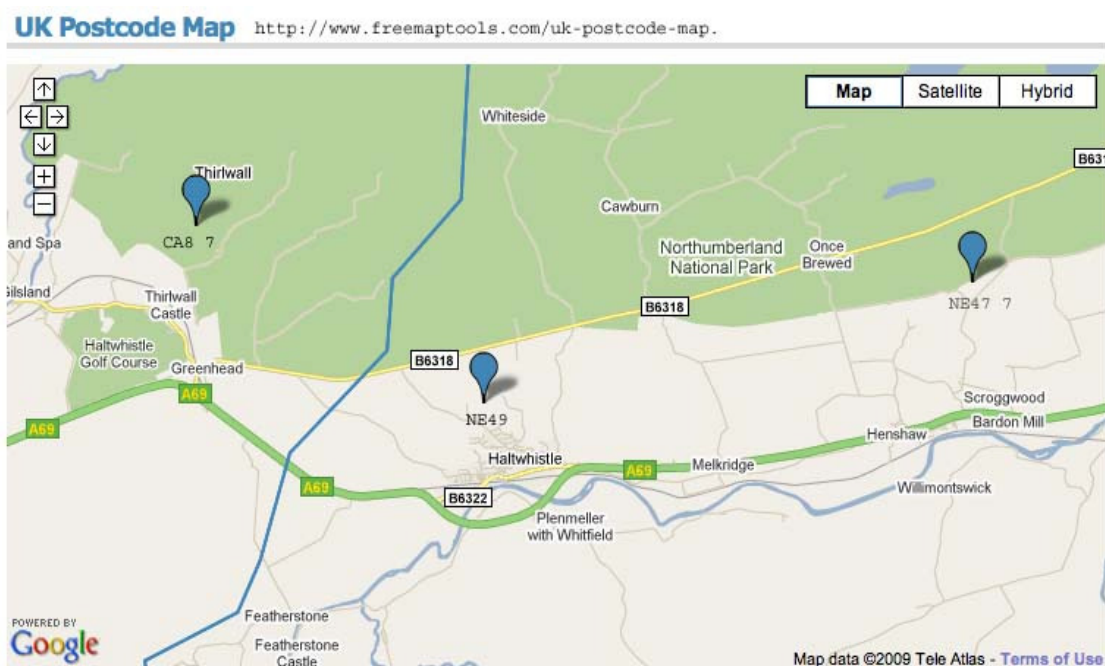 UK Postcode Map http://www.freemaptools.com/uk-postcode-map.
Map Satellite Hybrid
Whiteside
B631
Thirlwall
CA8 7
Cawburn
and Spa
Northumberland
National Park
Once
Brewed
Gilsland
Thirlwall
Castle
NE47 7
B6318
Haltwhistle
Golf Course
B6318
Greenhead
A69
NE49
Scroggwood
Bardon Mill
A69
Henshaw
Haltwhistle
A69
Melkridge
A69
B6322
Willimontswick
Plenmeller
with Whitfield
Featherstone
Featherstone
Castle
POWERED BY
Google
Map data ©2009 Tele Atlas - Terms of Use